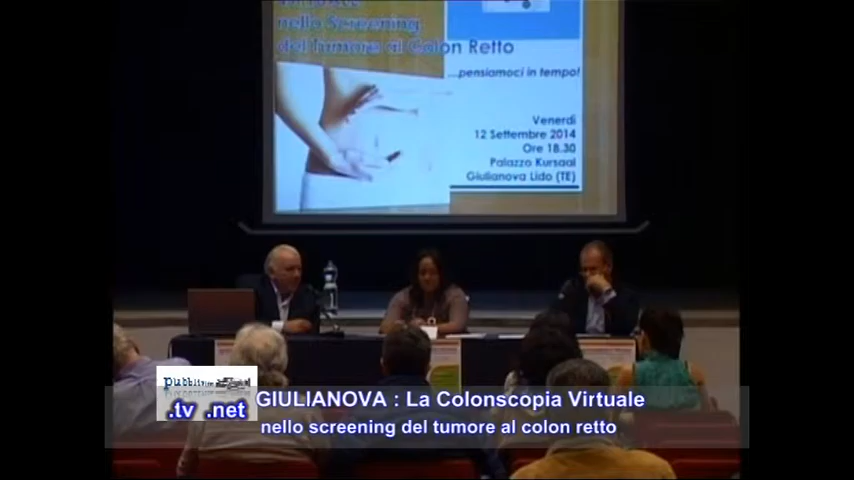 nello Screening
del Tumore al Colon Retto
...pensiamoci in tempo!
Venerdì
12 Settembre 2014
Ore 18.30
Palazzo Kursaal
Giulianova Lido (TE)
.tv .net
GIULIANOVA : La Colonscopia Virtuale
nello screening del tumore al colon retto